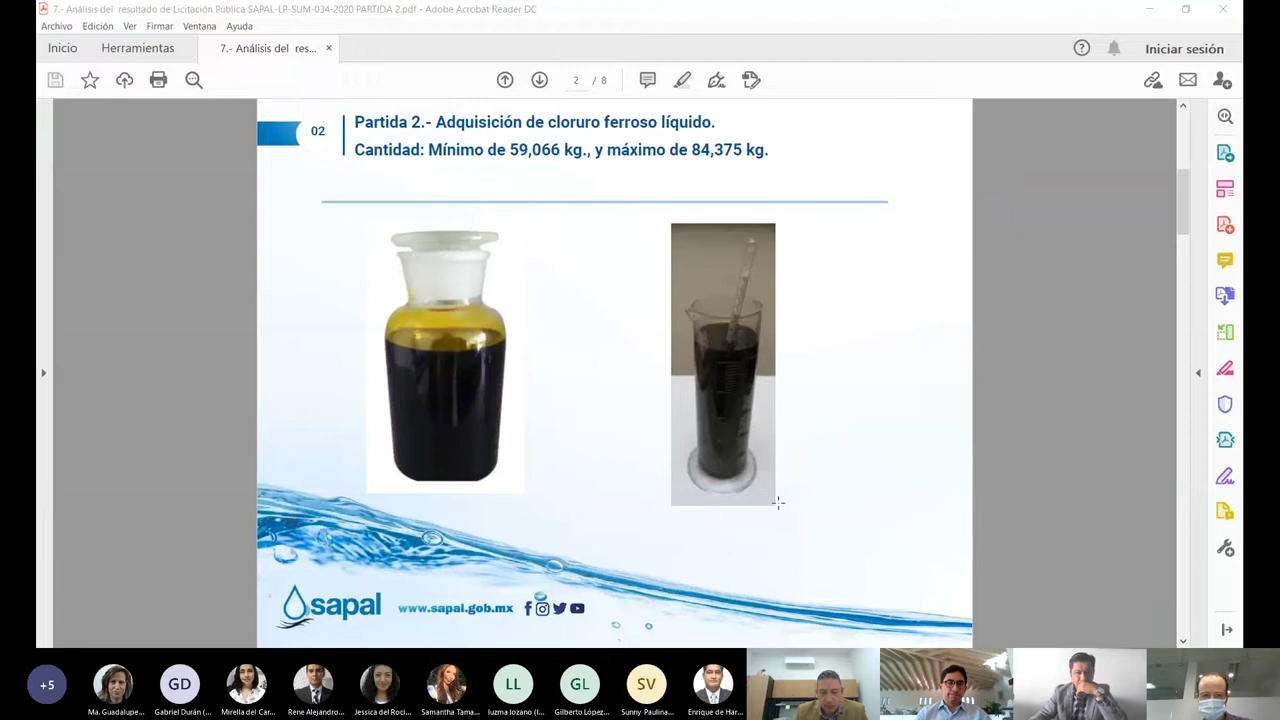 7.- Análisis del resultado de Licitación Pública SAPAL-LP-SUM-034-2020 PARTIDA 2.pdf - Adobe Acrobat Reader DC
Archivo Edición Ver Firmar Ventana Ayuda
Inicio Herramientas 7.- Análisis del res... × Iniciar sesión
2 / 8
02 Partida 2.- Adquisición de cloruro ferroso líquido.
Cantidad: Mínimo de 59,066 kg., y máximo de 84,375 kg.
sapal www.sapal.gob.mx
+5 GD LL GL SV
Ma. Guadalupe... Gabriel Durán (... Mirella del Car... Rene Alejandro... Jessica del Roci... Samantha Tama... luzma lozano (I... Gilberto López... Sunny Paulina... Enrique de Har...